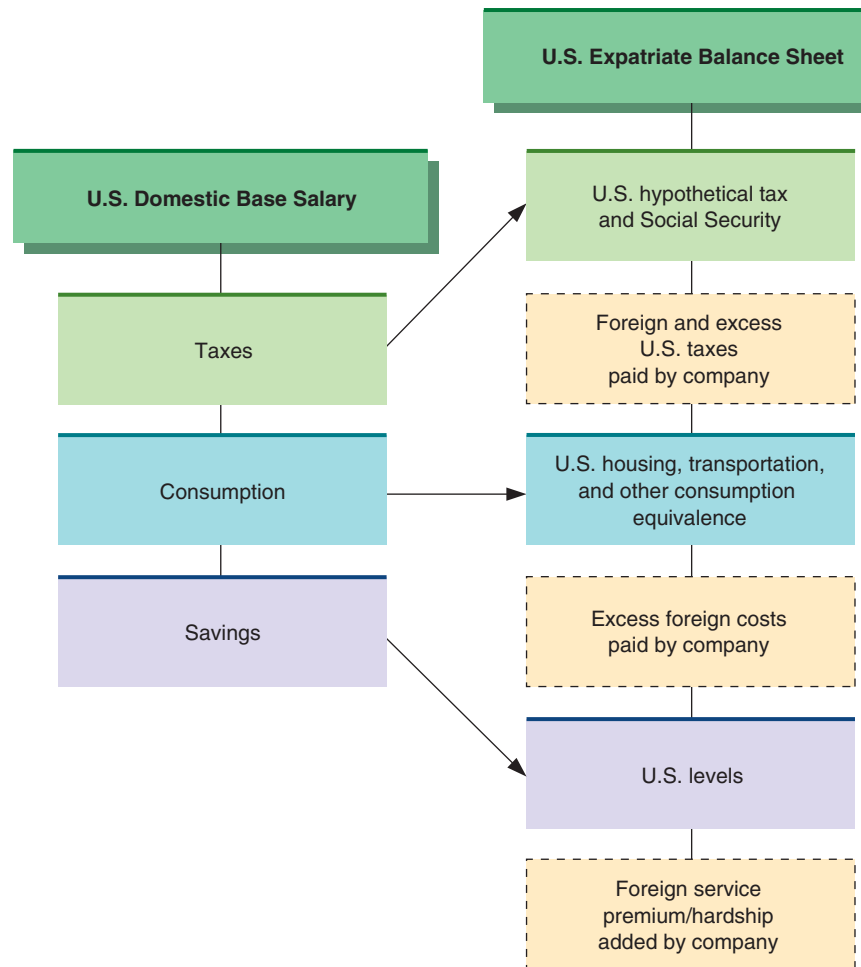 U.S. Expatriate Balance Sheet
U.S. Domestic Base Salary
U.S. hypothetical tax
and Social Security
Taxes
Foreign and excess
U.S. taxes
paid by company
Consumption
U.S. housing, transportation,
and other consumption
equivalence
Savings
Excess foreign costs
paid by company
U.S. levels
Foreign service
premium/hardship
added by company